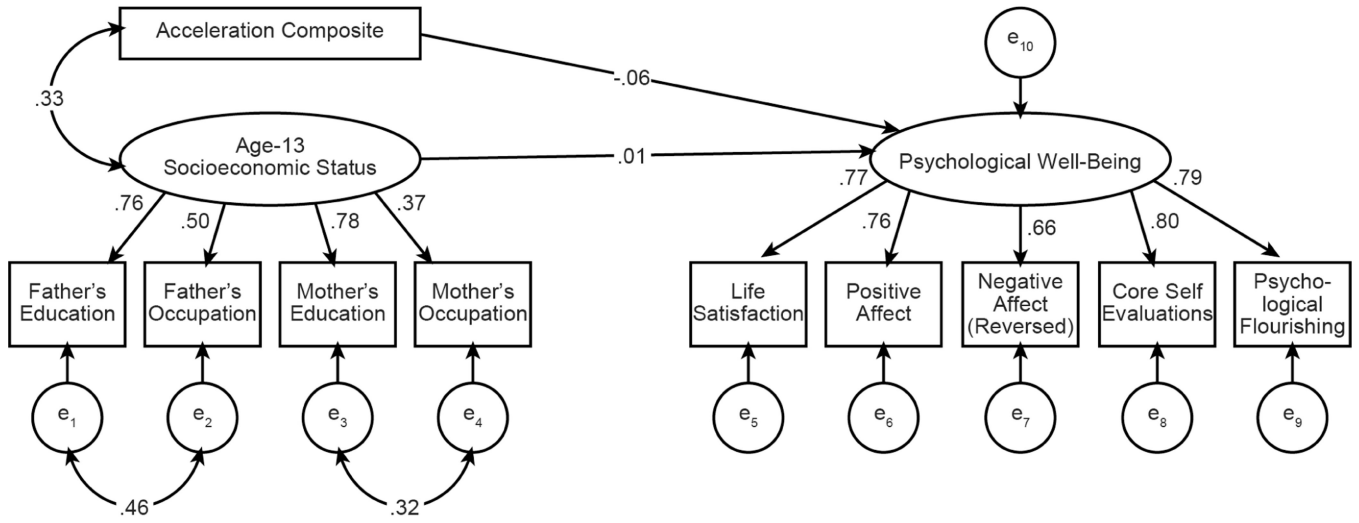 Acceleration Composite
e10
-.06
.33
Age-13
Socioeconomic Status
.01
Psychological Well-Being
.76
.50
.78
.37
.77
.76
.66
.80
.79
Father's
Education
Father's
Occupation
Mother's
Education
Mother's
Occupation
Life
Satisfaction
Positive
Affect
Negative
Affect
(Reversed)
Core Self
Evaluations
Psycho-
logical
Flourishing
e1
e2
e3
e4
e5
e6
e7
e8
e9
.46
.32